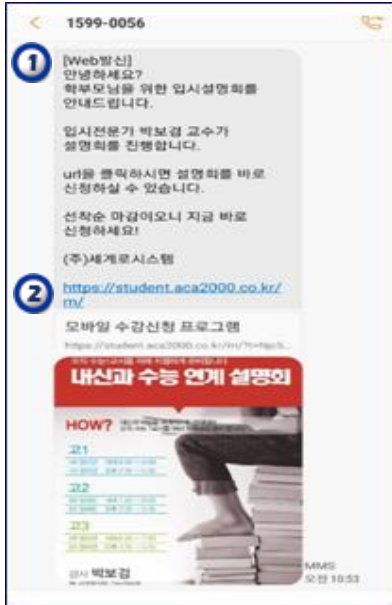 1599-0056
1
[Web발신]
안녕하세요?
학부모님을 위한 입시설명회를
안내드립니다.
입시전문가 박보경 교수가
설명회를 진행합니다.
url을 클릭하시면 설명회를 바로
신청하실 수 있습니다.
선착순 마감이오니 지금 바로
신청하세요!
(주)세계로시스템
2
https://student.aca2000.co.kr/
m/
모바일 수강신청 프로그램
https://student.aca2000.co.kr/m/?
내신과 수능 연계 설명회
HOW?
고1
고2
고3
강사 박보경
MMS
오전 10:53